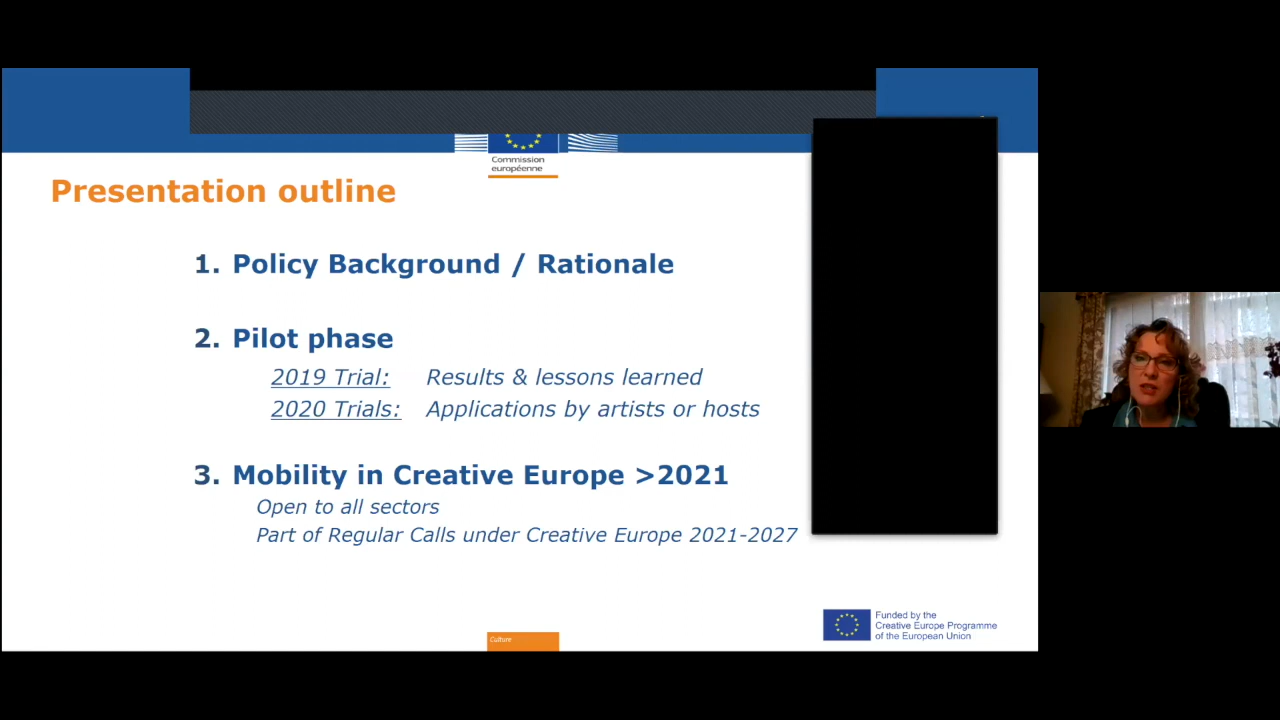 Commission
européenne
Presentation outline
1. Policy Background / Rationale
2. Pilot phase
2019 Trial: Results & lessons learned
2020 Trials: Applications by artists or hosts
3. Mobility in Creative Europe >2021
Open to all sectors
Part of Regular Calls under Creative Europe 2021-2027
Culture
Funded by the
Creative Europe Programme
of the European Union